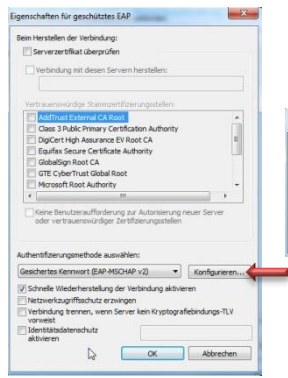 Eigenschaften für geschütztes EAP
Beim Herstellen der Verbindung:
Serverzertifikat überprüfen
Verbindung mit diesen Servern herstellen:
Vertrauenswürdige Stammzertifizierungsstellen:
AddTrust External CA Root
Class 3 Public Primary Certification Authority
DigiCert High Assurance EV Root CA
Equifax Secure Certificate Authority
GlobalSign Root CA
GTE CyberTrust Global Root
Microsoft Root Authority
Keine Benutzeraufforderung zur Autorisierung neuer Server
oder vertrauenswürdiger Zertifizierungsstellen
Authentifizierungsmethode auswählen:
Gesichertes Kennwort (EAP-MSCHAP v2)
Konfigurieren...
Schnelle Wiederherstellung der Verbindung aktivieren
Netzwerkzugriffsschutz erzwingen
Verbindung trennen, wenn Server kein Kryptografiebindungs-TLV
vorweist
Identitätsdatenschutz
aktivieren
OK
Abbrechen